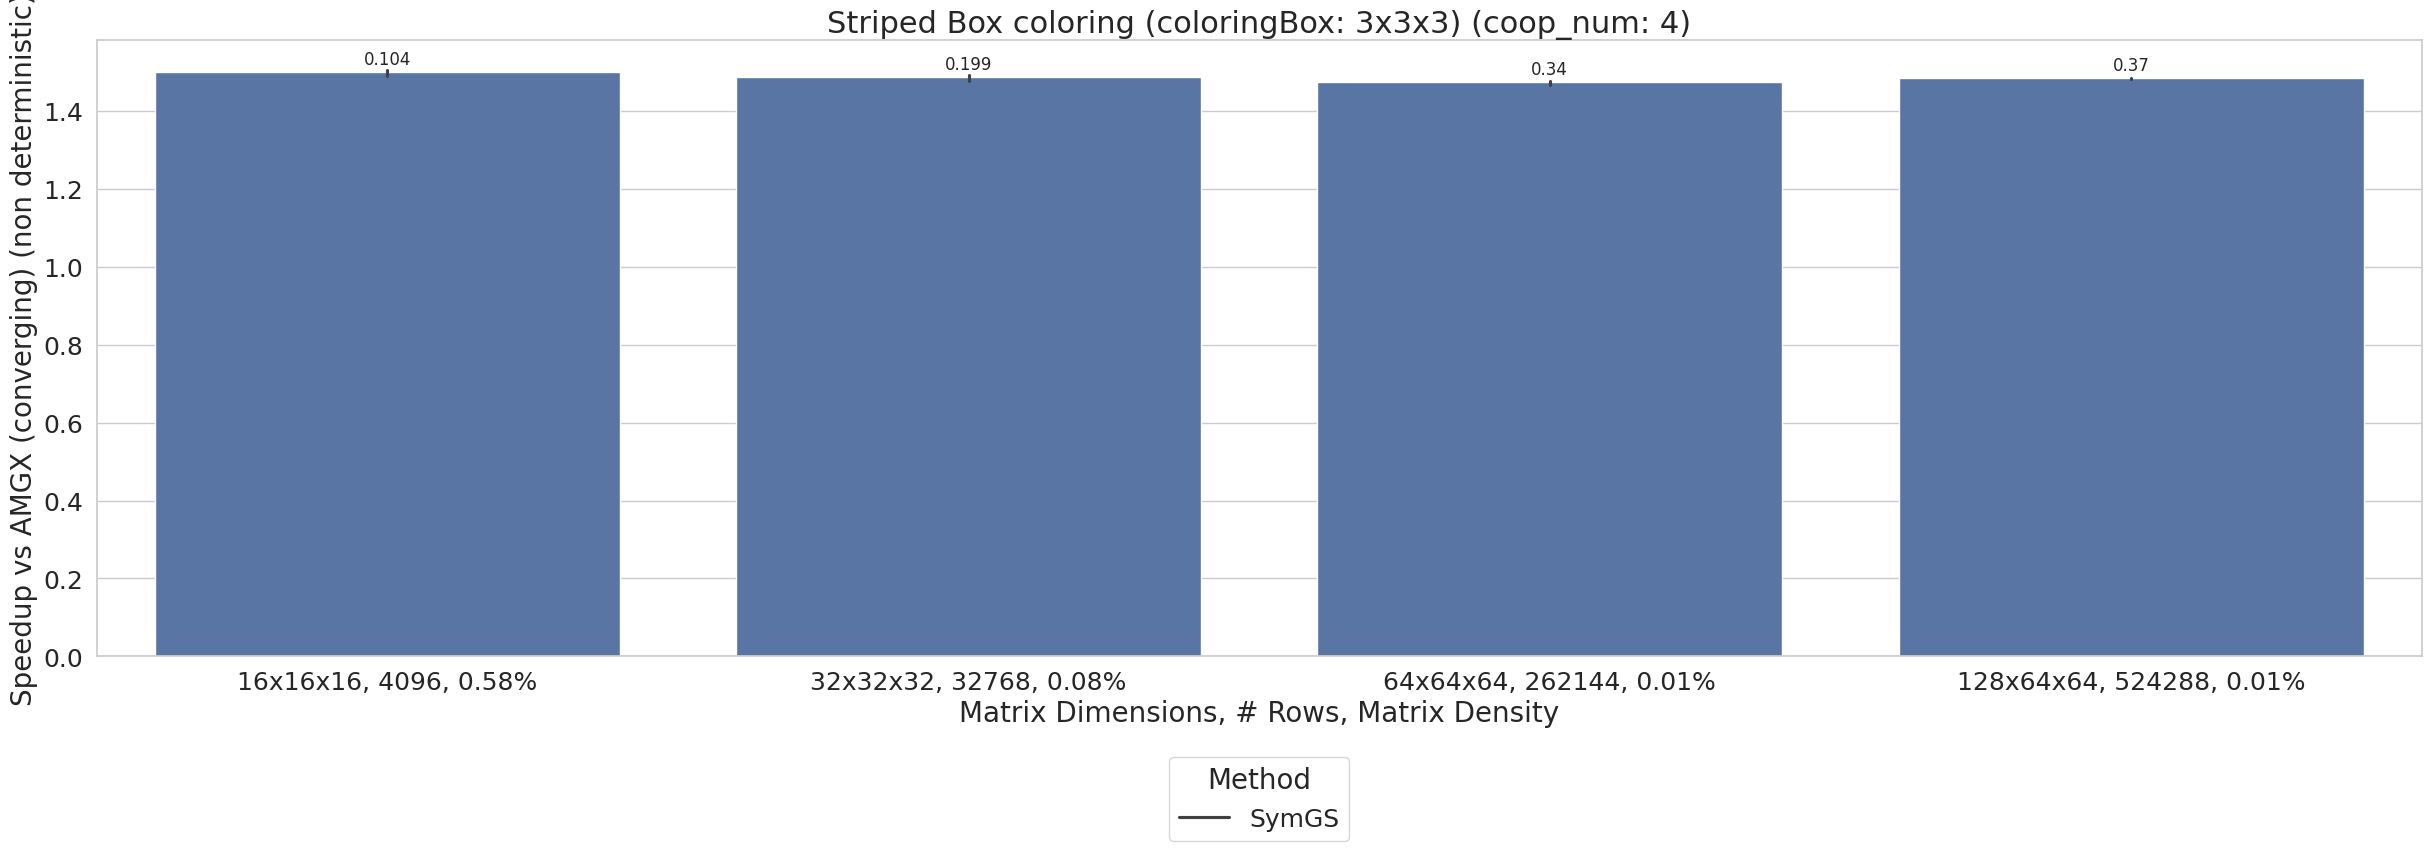 Striped Box coloring (coloringBox: 3x3x3) (coop_num: 4)
Speedup vs AMGX (converging) (non deterministic)
1.4
1.2
1.0
0.8
0.6
0.4
0.2
0.0
0.104
0.199
0.34
0.37
16x16x16, 4096, 0.58%
32x32x32, 32768, 0.08%
64x64x64, 262144, 0.01%
128x64x64, 524288, 0.01%
Matrix Dimensions, # Rows, Matrix Density
Method
SymGS